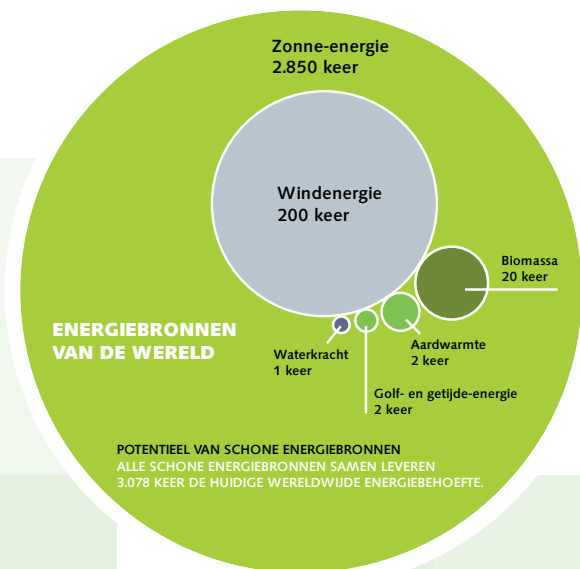 Zonne-energie
2.850 keer
Windenergie
200 keer
Biomassa
20 keer
ENERGIEBRONNEN
VAN DE WERELD
Aardwarmte
2 keer
Waterkracht
1 keer
Golf- en getijde-energie
2 keer
POTENTIEEL VAN SCHONE ENERGIEBRONNEN
ALLE SCHONE ENERGIEBRONNEN SAMEN LEVEREN
3.078 KEER DE HUIDIGE WERELDWIJDE ENERGIEBEHOEFTE.